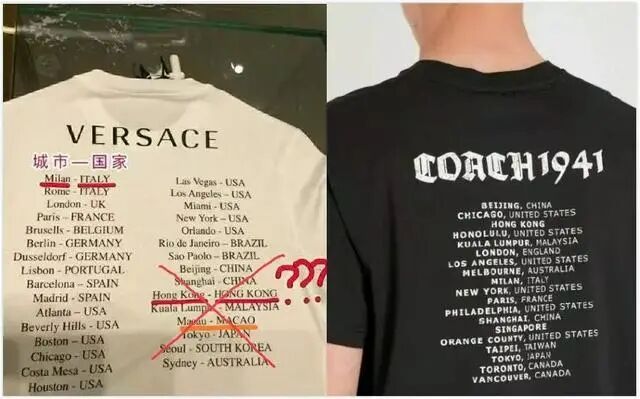 VERSACE
城市—国家
Milan - ITALY
Rome - ITALY
London - UK
Paris – FRANCE
Brusells - BELGIUM
Berlin - GERMANY
Dusseldorf - GERMANY
Lisbon - PORTUGAL
Barcelona – SPAIN
Madrid - SPAIN
Atlanta – USA
Beverly Hills - USA
Boston – USA
Chicago - USA
Costa Mesa - USA
Houston - USA
Las Vegas - USA
Los Angeles – USA
Miami - USA
New York – USA
Orlando - USA
Rio de Janeiro – BRAZIL
Sao Paolo – BRAZIL
Beijing - CHINA
Shanghai - CHINA
Hong Kong - HONG KONG
Kuala Lumpur - MALAYSIA
Macau - MACAO
Tokyo - JAPAN
Seoul - SOUTH KOREA
Sydney - AUSTRALIA
???
COACH1941
BEIJING, CHINA
CHICAGO, UNITED STATES
HONG KONG
HONOLULU, UNITED STATES
KUALA LUMPUR, MALAYSIA
LONDON, ENGLAND
LOS ANGELES, UNITED STATES
MELBOURNE, AUSTRALIA
MILAN, ITALY
NEW YORK, UNITED STATES
PARIS, FRANCE
PHILADELPHIA, UNITED STATES
SHANGHAI, CHINA
SINGAPORE
ORANGE COUNTY, UNITED STATES
TAIPEI, TAIWAN
TOKYO, JAPAN
TORONTO, CANADA
VANCOUVER, CANADA